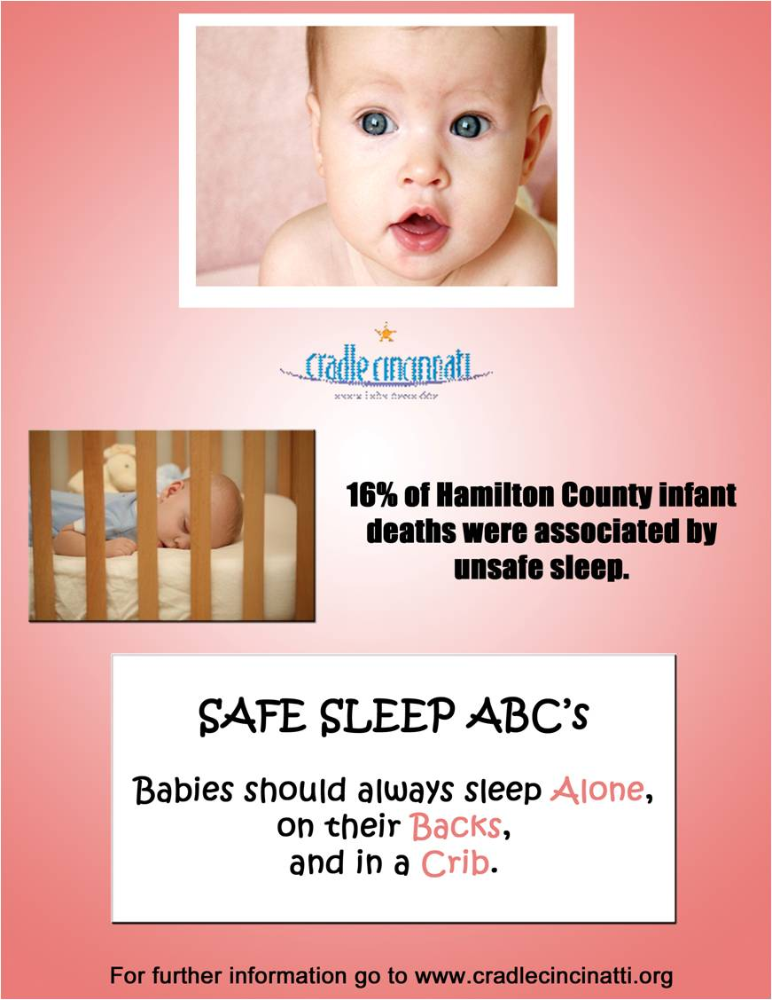 cradle cincinnati
16% of Hamilton County infant
deaths were associated by
unsafe sleep.
SAFE SLEEP ABC's
Babies should always sleep Alone,
on their Backs,
and in a Crib.
For further information go to www.cradlecincinatti.org